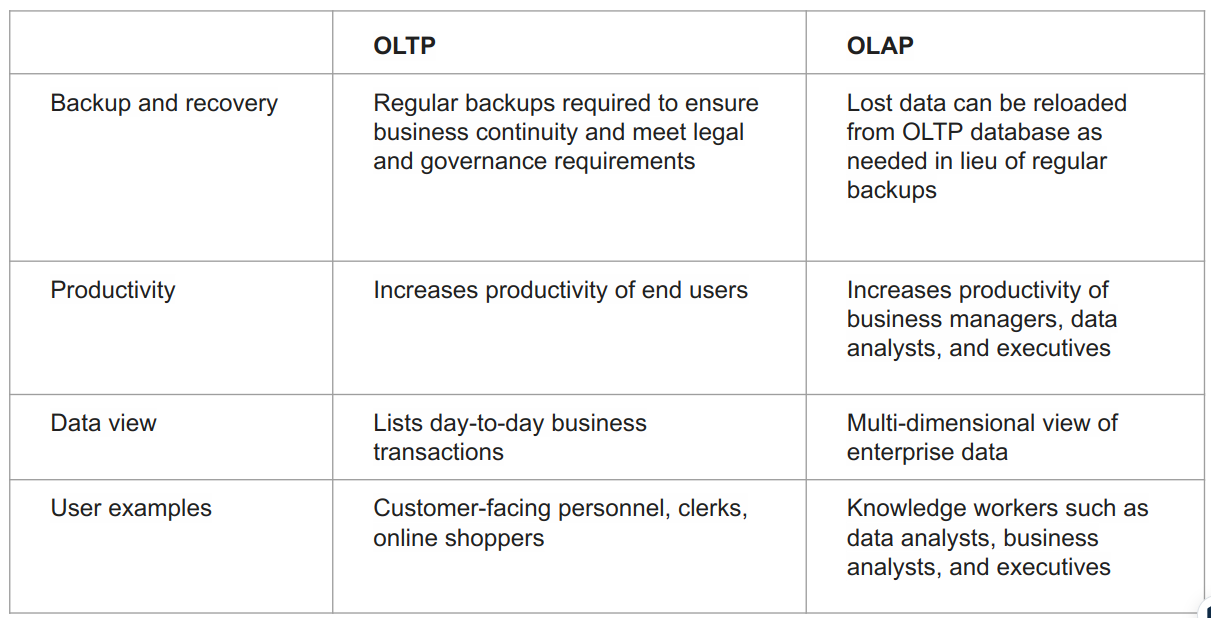 OLTP
OLAP
Backup and recovery
Regular backups required to ensure
business continuity and meet legal
and governance requirements
Lost data can be reloaded
from OLTP database as
needed in lieu of regular
backups
Productivity
Increases productivity of end users
Increases productivity of
business managers, data
analysts, and executives
Data view
Lists day-to-day business
transactions
Multi-dimensional view of
enterprise data
User examples
Customer-facing personnel, clerks,
online shoppers
Knowledge workers such as
data analysts, business
analysts, and executives